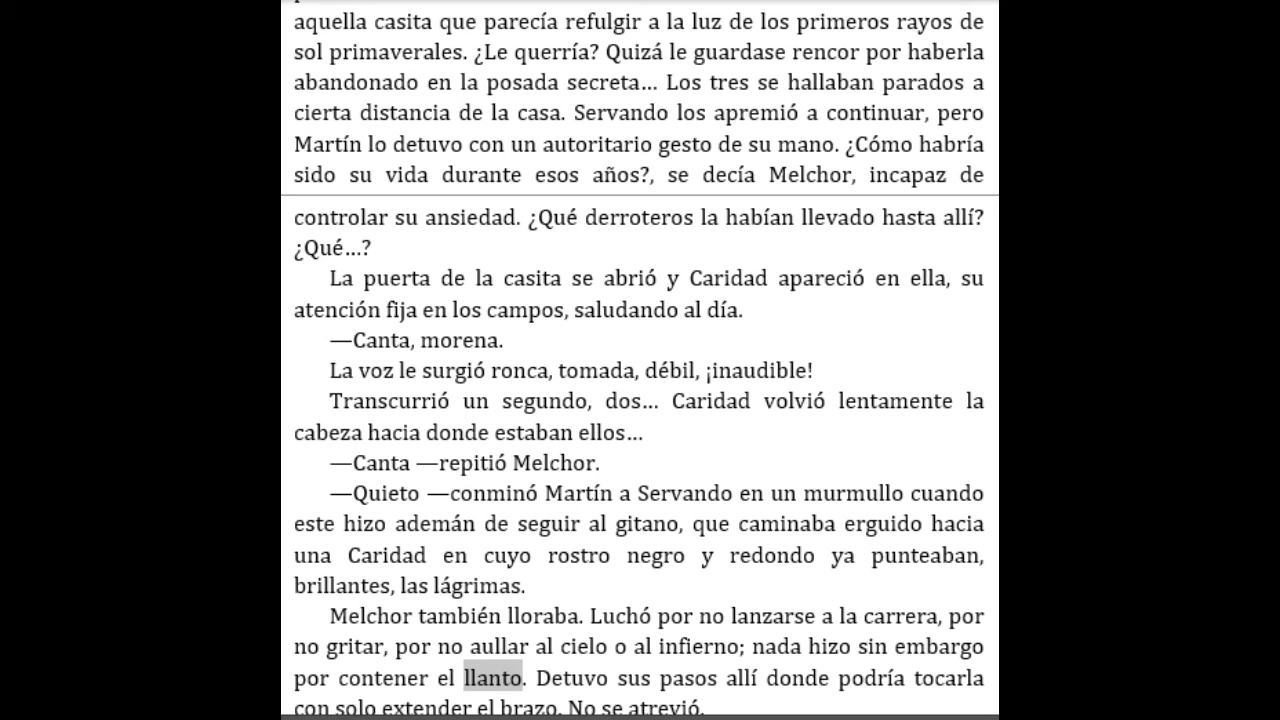 aquella casita que parecía refulgir a la luz de los primeros rayos de
sol primaverales. ¿Le querría? Quizá le guardase rencor por haberla
abandonado en la posada secreta... Los tres se hallaban parados a
cierta distancia de la casa. Servando los apremió a continuar, pero
Martín lo detuvo con un autoritario gesto de su mano. ¿Cómo habría
sido su vida durante esos años?, se decía Melchor, incapaz de
controlar su ansiedad. ¿Qué derroteros la habían llevado hasta allí?
¿Qué...?
La puerta de la casita se abrió y Caridad apareció en ella, su
atención fija en los campos, saludando al día.
—Canta, morena.
La voz le surgió ronca, tomada, débil, ¡inaudible!
Transcurrió un segundo, dos... Caridad volvió lentamente la
cabeza hacia donde estaban ellos...
—Canta —repitió Melchor.
—Quieto —conminó Martín a Servando en un murmullo cuando
este hizo ademán de seguir al gitano, que caminaba erguido hacia
una Caridad en cuyo rostro negro y redondo ya punteaban,
brillantes, las lágrimas.
Melchor también lloraba. Luchó por no lanzarse a la carrera, por
no gritar, por no aullar al cielo o al infierno; nada hizo sin embargo
por contener el llanto. Detuvo sus pasos allí donde podría tocarla
con solo extender el brazo. No se atrevió.